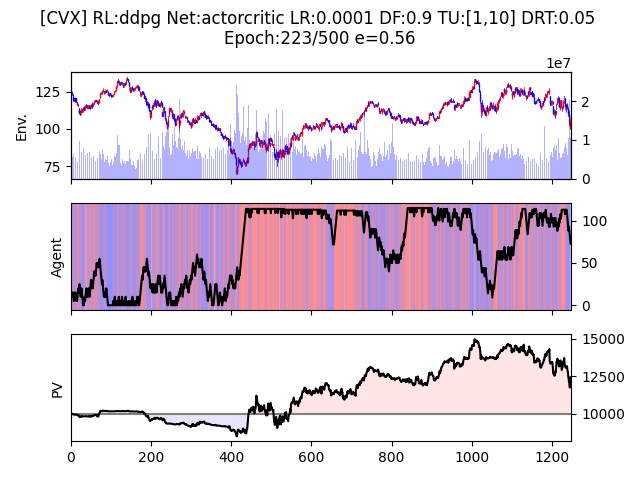 [CVX] RL:ddpg Net:actorcritic LR:0.0001 DF:0.9 TU:[1,10] DRT:0.05
Epoch:223/500 e=0.56
1e7
Env.
125
100
75
2
1
0
Agent
100
50
0
PV
15000
12500
10000
0 200 400 600 800 1000 1200